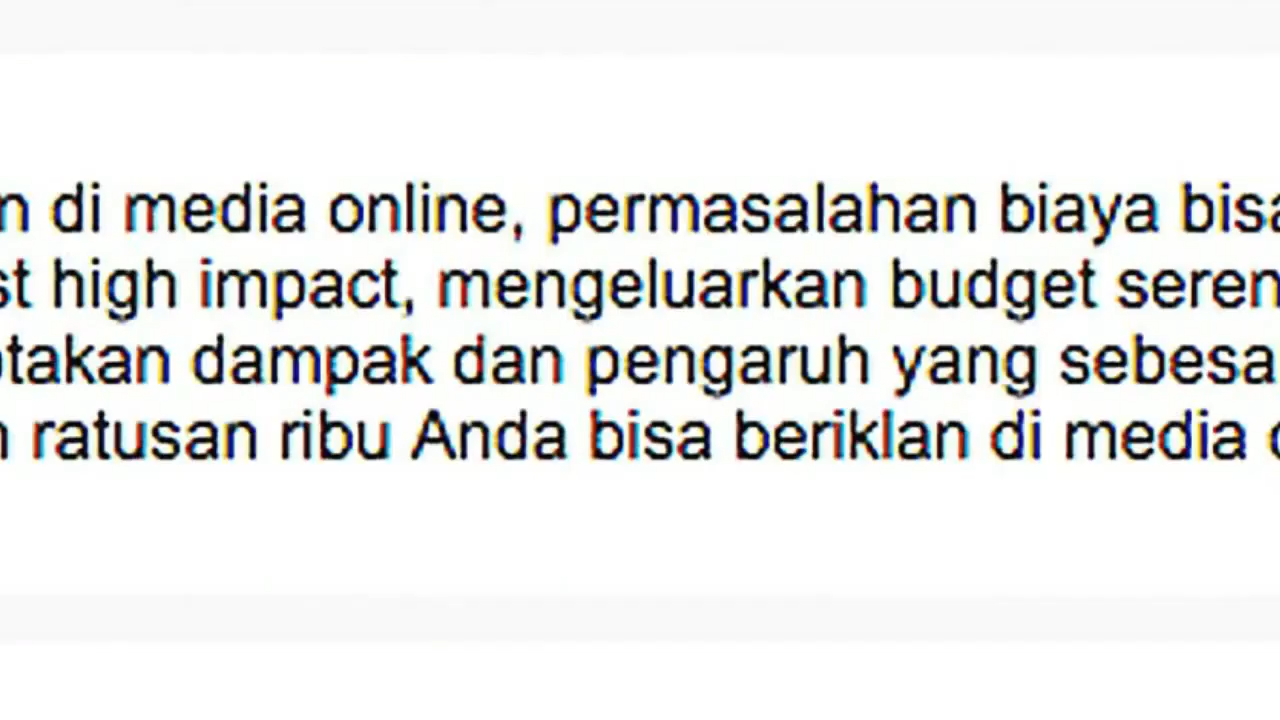 n di media online, permasalahan biaya bisa
st high impact, mengeluarkan budget seren
ptakan dampak dan pengaruh yang sebesa
ratusan ribu Anda bisa beriklan di media